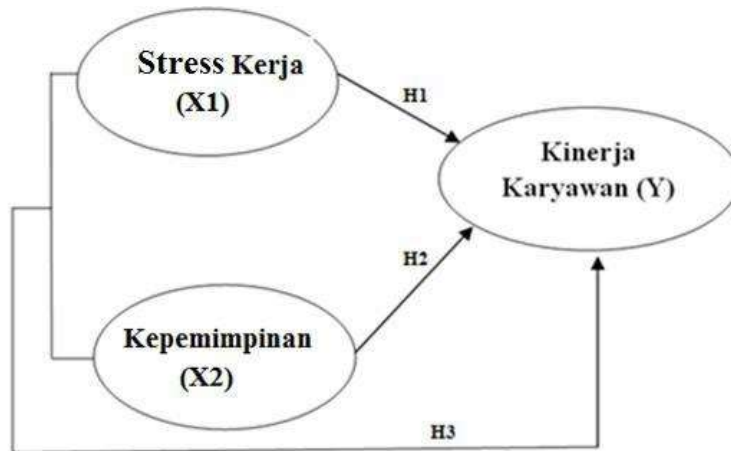 Stress Kerja
(X1)
H1
Kinerja
Karyawan (Y)
H2
Kepemimpinan
(X2)
H3